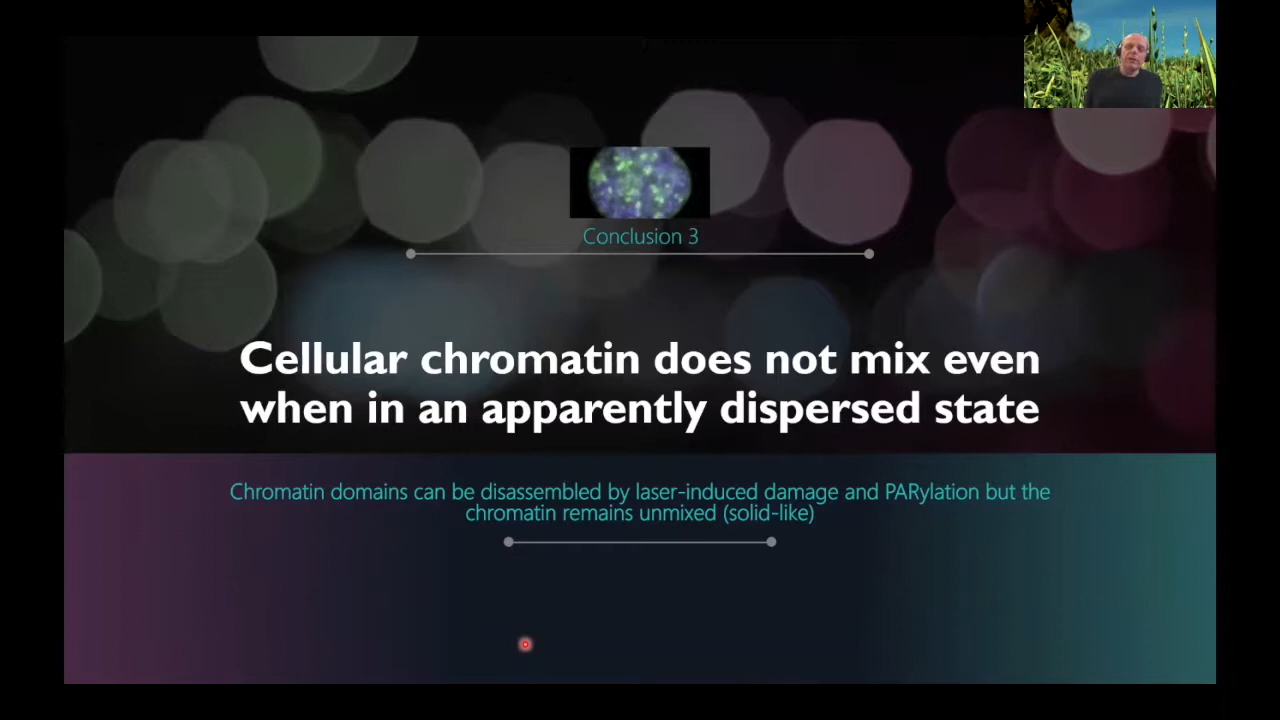 Conclusion 3
Cellular chromatin does not mix even
when in an apparently dispersed state
Chromatin domains can be disassembled by laser-induced damage and PARylation but the
chromatin remains unmixed (solid-like)